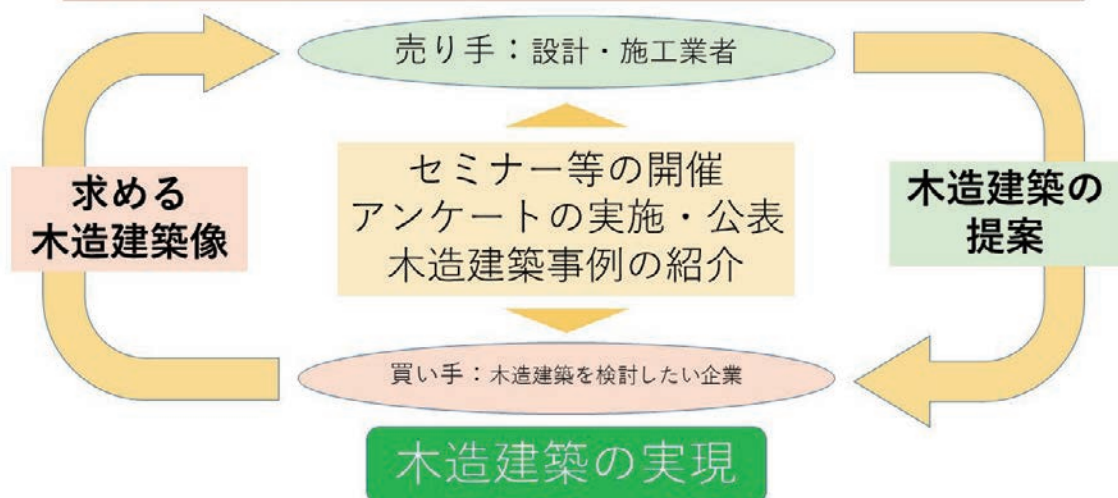 売り手：設計・施工業者
セミナー等の開催
アンケートの実施・公表
木造建築事例の紹介
求める
木造建築像
木造建築の
提案
買い手：木造建築を検討したい企業
木造建築の実現